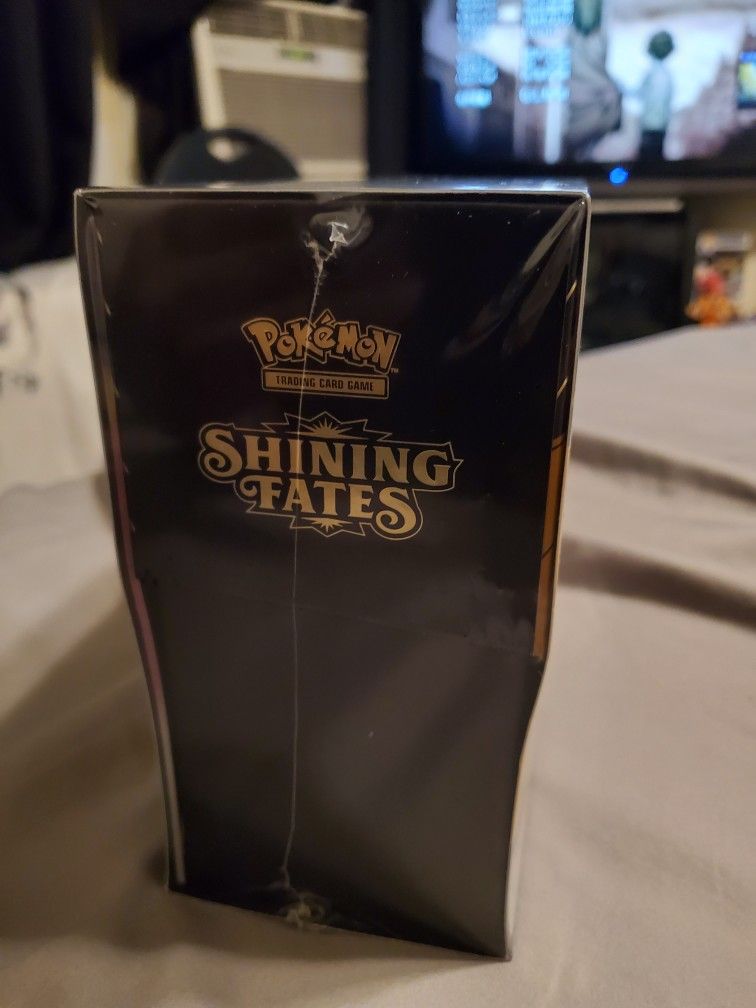 Pokémon
TRADING CARD GAME
SHINING
FATES